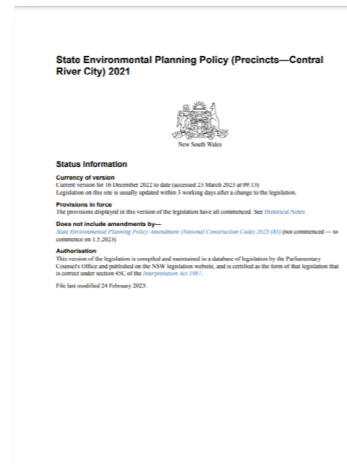 State Environmental Planning Policy (Precincts—Central
River City) 2021
New South Wales
Status Information
Currency of version
Current version for 16 December 2022 to date (accessed 23 March 2023 at 09:13)
Legislation on this site is usually updated within 3 working days after a change to the legislation.
Provisions in force
The provisions displayed in this version of the legislation have all commenced. See Historical Notes
Does not include amendments by—
State Environmental Planning Policy Amendment (National Construction Code) 2023 (83) (not commenced — to
commence on 1.5.2023)
Authorisation
This version of the legislation is compiled and maintained in a database of legislation by the Parliamentary
Counsel's Office and published on the NSW legislation website, and is certified as the form of that legislation that
is correct under section 45C of the Interpretation Act 1987.
File last modified 24 February 2023.